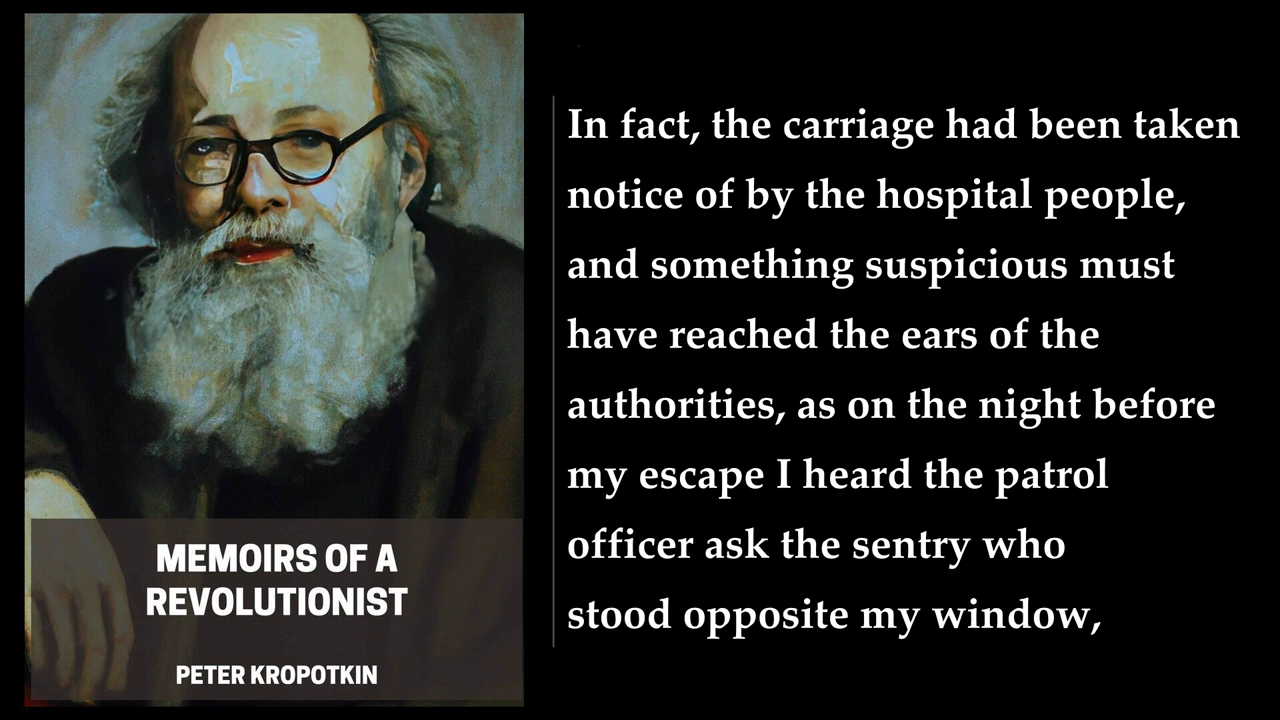 MEMOIRS OF A
REVOLUTIONIST
PETER KROPOTKIN
In fact, the carriage had been taken
notice of by the hospital people,
and something suspicious must
have reached the ears of the
authorities, as on the night before
my escape I heard the patrol
officer ask the sentry who
stood opposite my window,